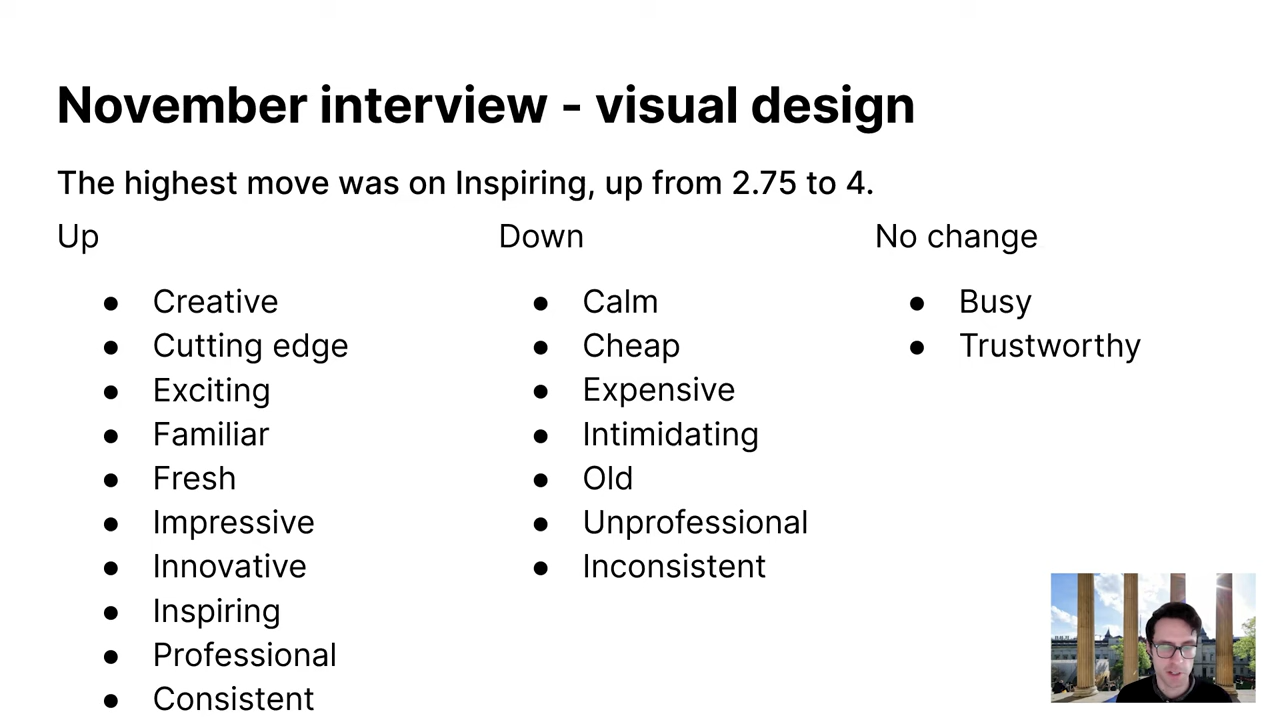 November interview - visual design
The highest move was on Inspiring, up from 2.75 to 4.
Up
● Creative
● Cutting edge
● Exciting
● Familiar
● Fresh
● Impressive
● Innovative
● Inspiring
● Professional
● Consistent
Down
● Calm
● Cheap
● Expensive
● Intimidating
● Old
● Unprofessional
● Inconsistent
No change
● Busy
● Trustworthy